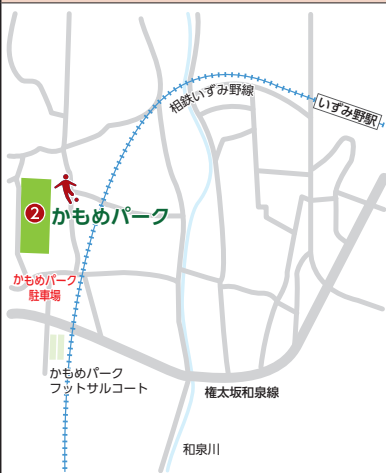 相鉄いずみ野線
いずみ野駅
2 かもめパーク
かもめパーク
駐車場
かもめパーク
フットサルコート
権太坂和泉線
和泉川